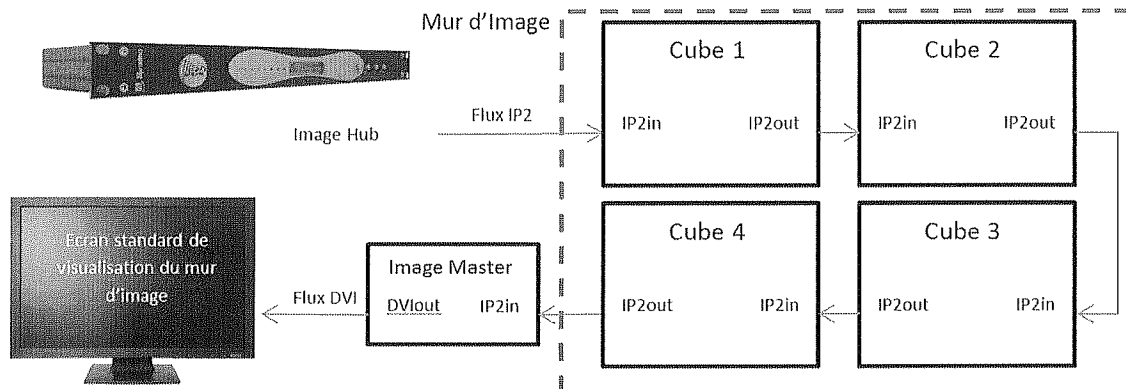 Mur d'Image
Cube 1
Cube 2
Flux IP2
IP2in
IP2out
IP2in
IP2out
Image Hub
Cube 4
Cube 3
Ecran standard de
visualisation du mur
d'image
Image Master
Flux DVI
DVIout
IP2in
IP2out
IP2in
IP2out
IP2in